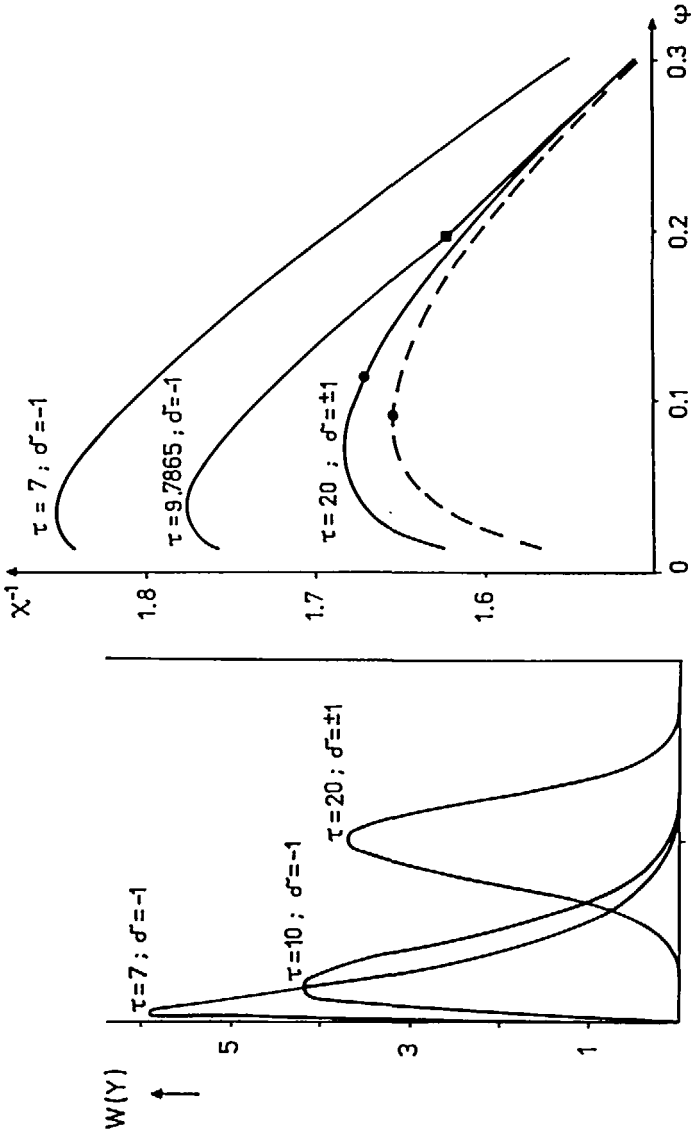 W(Y)
5
3
1
τ=7; δ=-1
τ=10; δ=-1
τ=20; δ=±1
χ⁻¹
1.8
1.7
1.6
τ=7; δ=-1
τ=9.7865; δ=-1
τ=20; δ=±1
0
0.1
0.2
0.3
φ